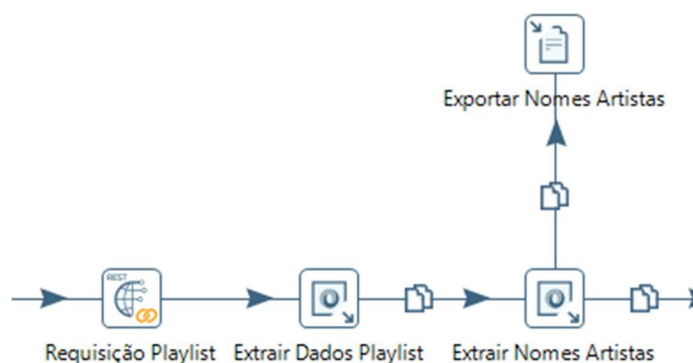 Exportar Nomes Artistas
REST
Requisição Playlist
Extrair Dados Playlist
Extrair Nomes Artistas